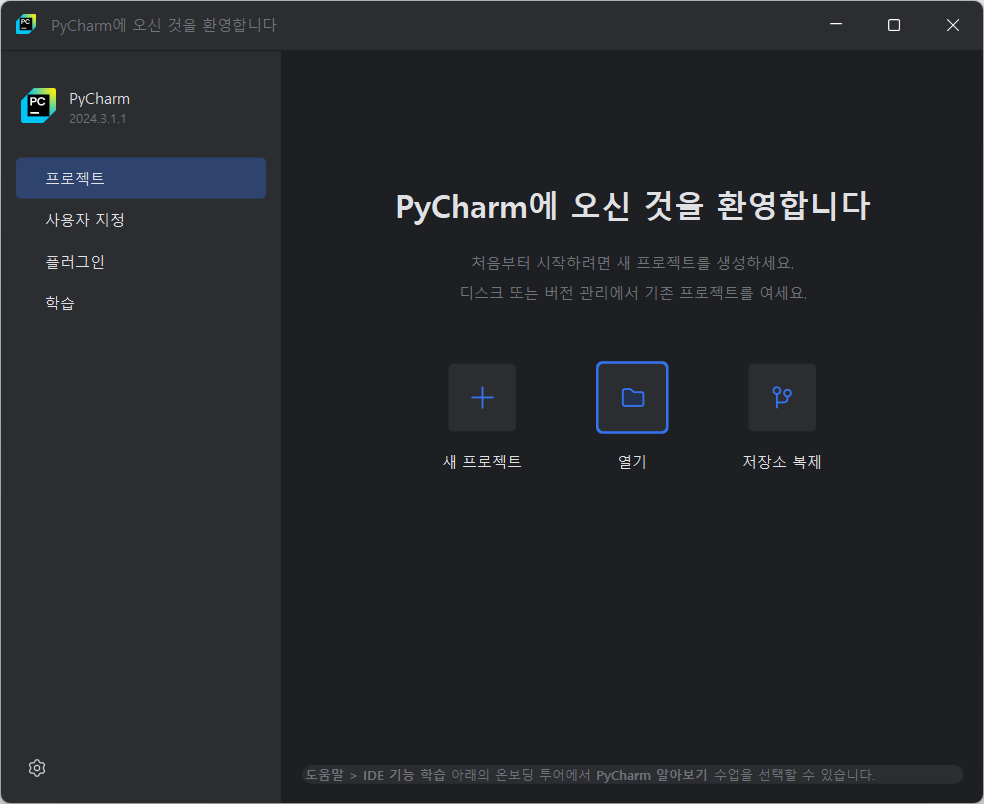 PyCharm에 오신 것을 환영합니다
PC
PyCharm
2024.3.1.1
프로젝트
사용자 지정
플러그인
학습
PyCharm에 오신 것을 환영합니다
처음부터 시작하려면 새 프로젝트를 생성하세요.
디스크 또는 버전 관리에서 기존 프로젝트를 여세요.
새 프로젝트
열기
저장소 복제
도움말 > IDE 기능 학습 아래의 온보딩 투어에서 PyCharm 알아보기 수업을 선택할 수 있습니다.